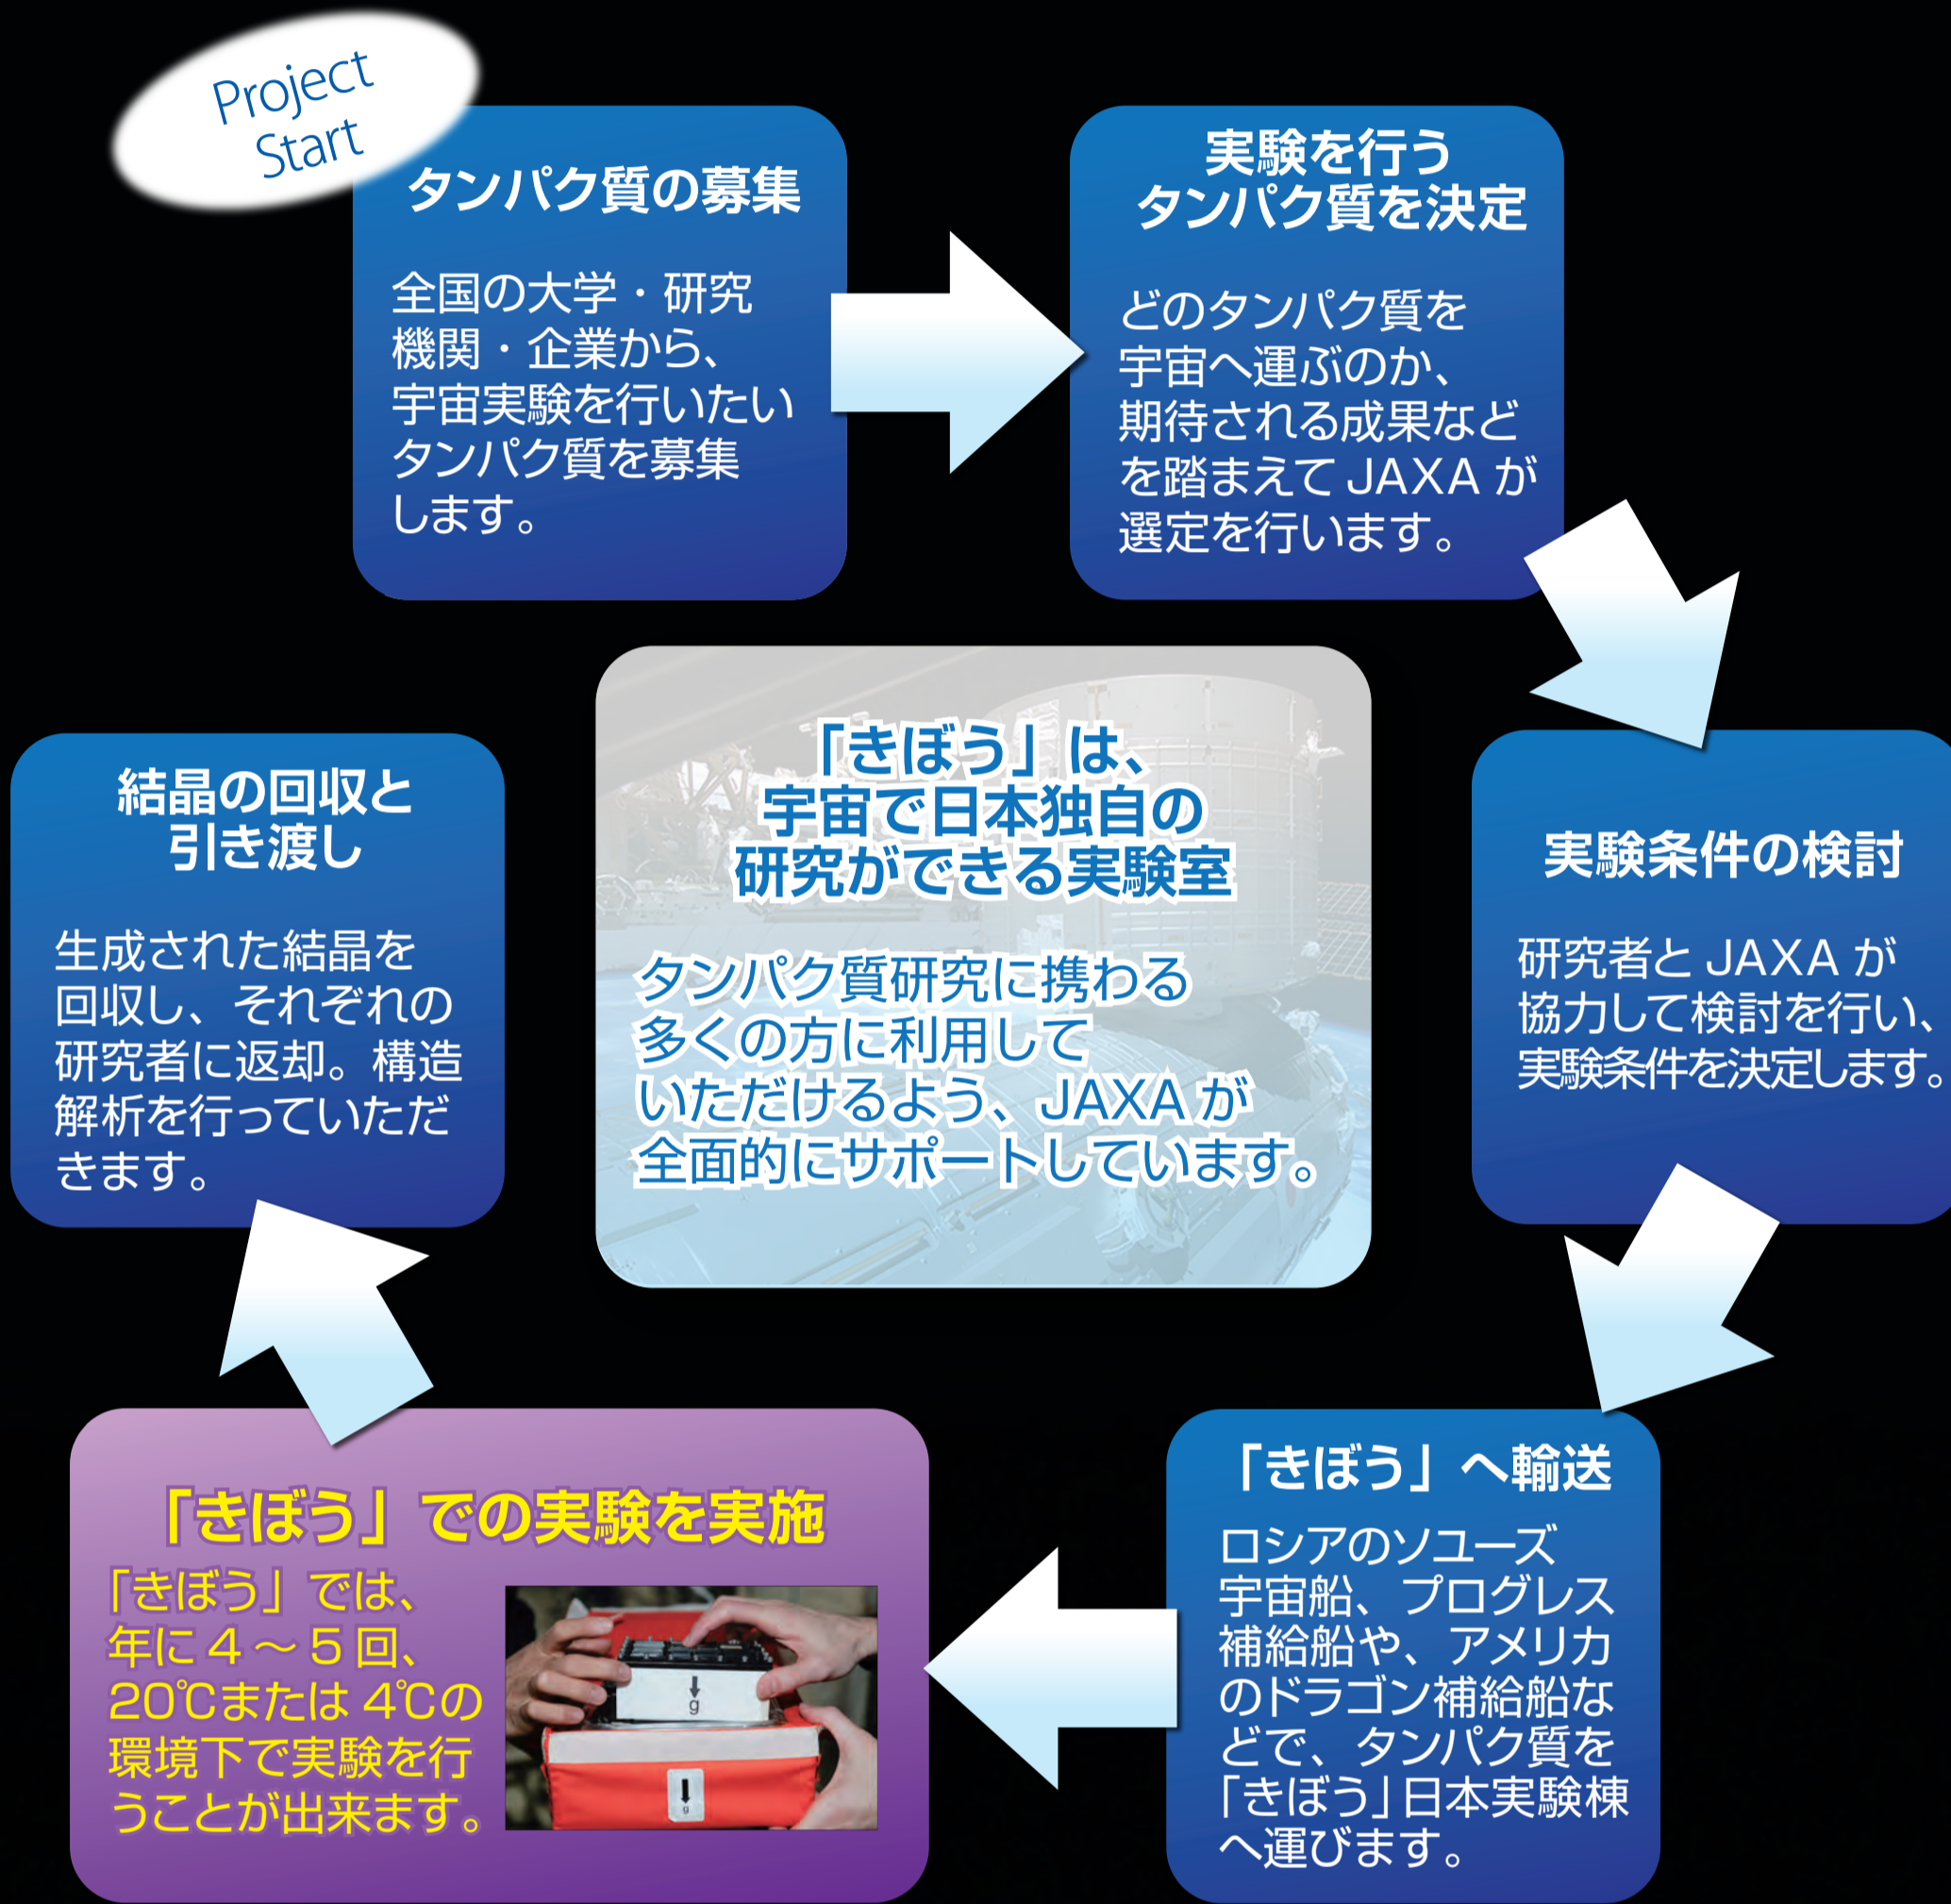 Project
Start
タンパク質の募集
全国の大学・研究
機関・企業から、
宇宙実験を行いたい
タンパク質を募集
します。
実験を行う
タンパク質を決定
どのタンパク質を
宇宙へ運ぶのか、
期待される成果など
を踏まえて JAXA が
選定を行います。
実験条件の検討
研究者と JAXA が
協力して検討を行い、
実験条件を決定します。
「きぼう」へ輸送
ロシアのソユーズ
宇宙船、プログレス
補給船や、アメリカ
のドラゴン補給船な
どで、タンパク質を
「きぼう」日本実験棟
へ運びます。
「きぼう」での実験を実施
「きぼう」では、
年に 4 ～ 5 回、
20℃または 4℃の
環境下で実験を行
うことが出来ます。
g
g
結晶の回収と
引き渡し
生成された結晶を
回収し、それぞれの
研究者に返却。構造
解析を行っていただ
きます。
「きぼう」は、
宇宙で日本独自の
研究ができる実験室
タンパク質研究に携わる
多くの方に利用して
いただけるよう、JAXA が
全面的にサポートしています。